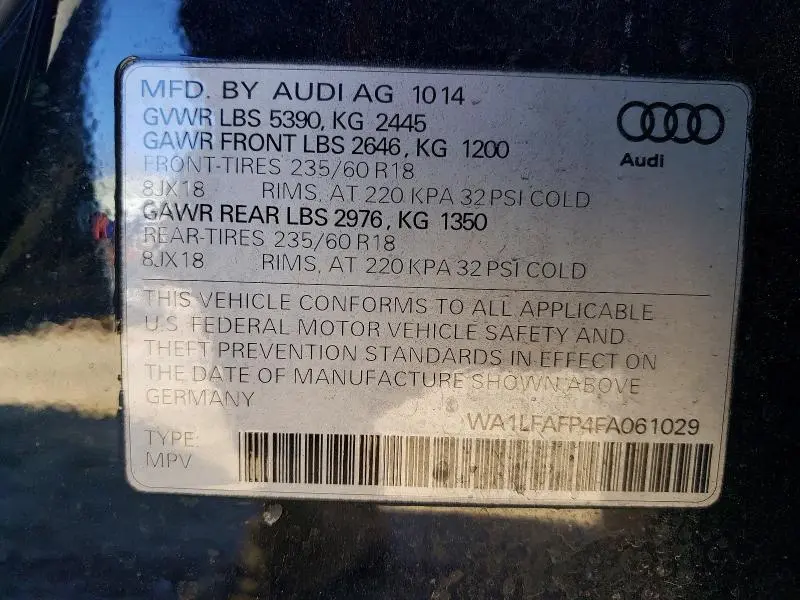 MFD. BY AUDI AG 1014
GVWR LBS 5390, KG 2445
GAWR FRONT LBS 2646, KG 1200
FRONT-TIRES 235/60 R18
8JX18 RIMS, AT 220 KPA 32 PSI COLD
GAWR REAR LBS 2976, KG 1350
REAR-TIRES 235/60 R18
8JX18 RIMS, AT 220 KPA 32 PSI COLD
Audi
THIS VEHICLE CONFORMS TO ALL APPLICABLE
U.S. FEDERAL MOTOR VEHICLE SAFETY AND
THEFT PREVENTION STANDARDS IN EFFECT ON
THE DATE OF MANUFACTURE SHOWN ABOVE
GERMANY
WA1LFAFP4FA061029
TYPE:
MPV